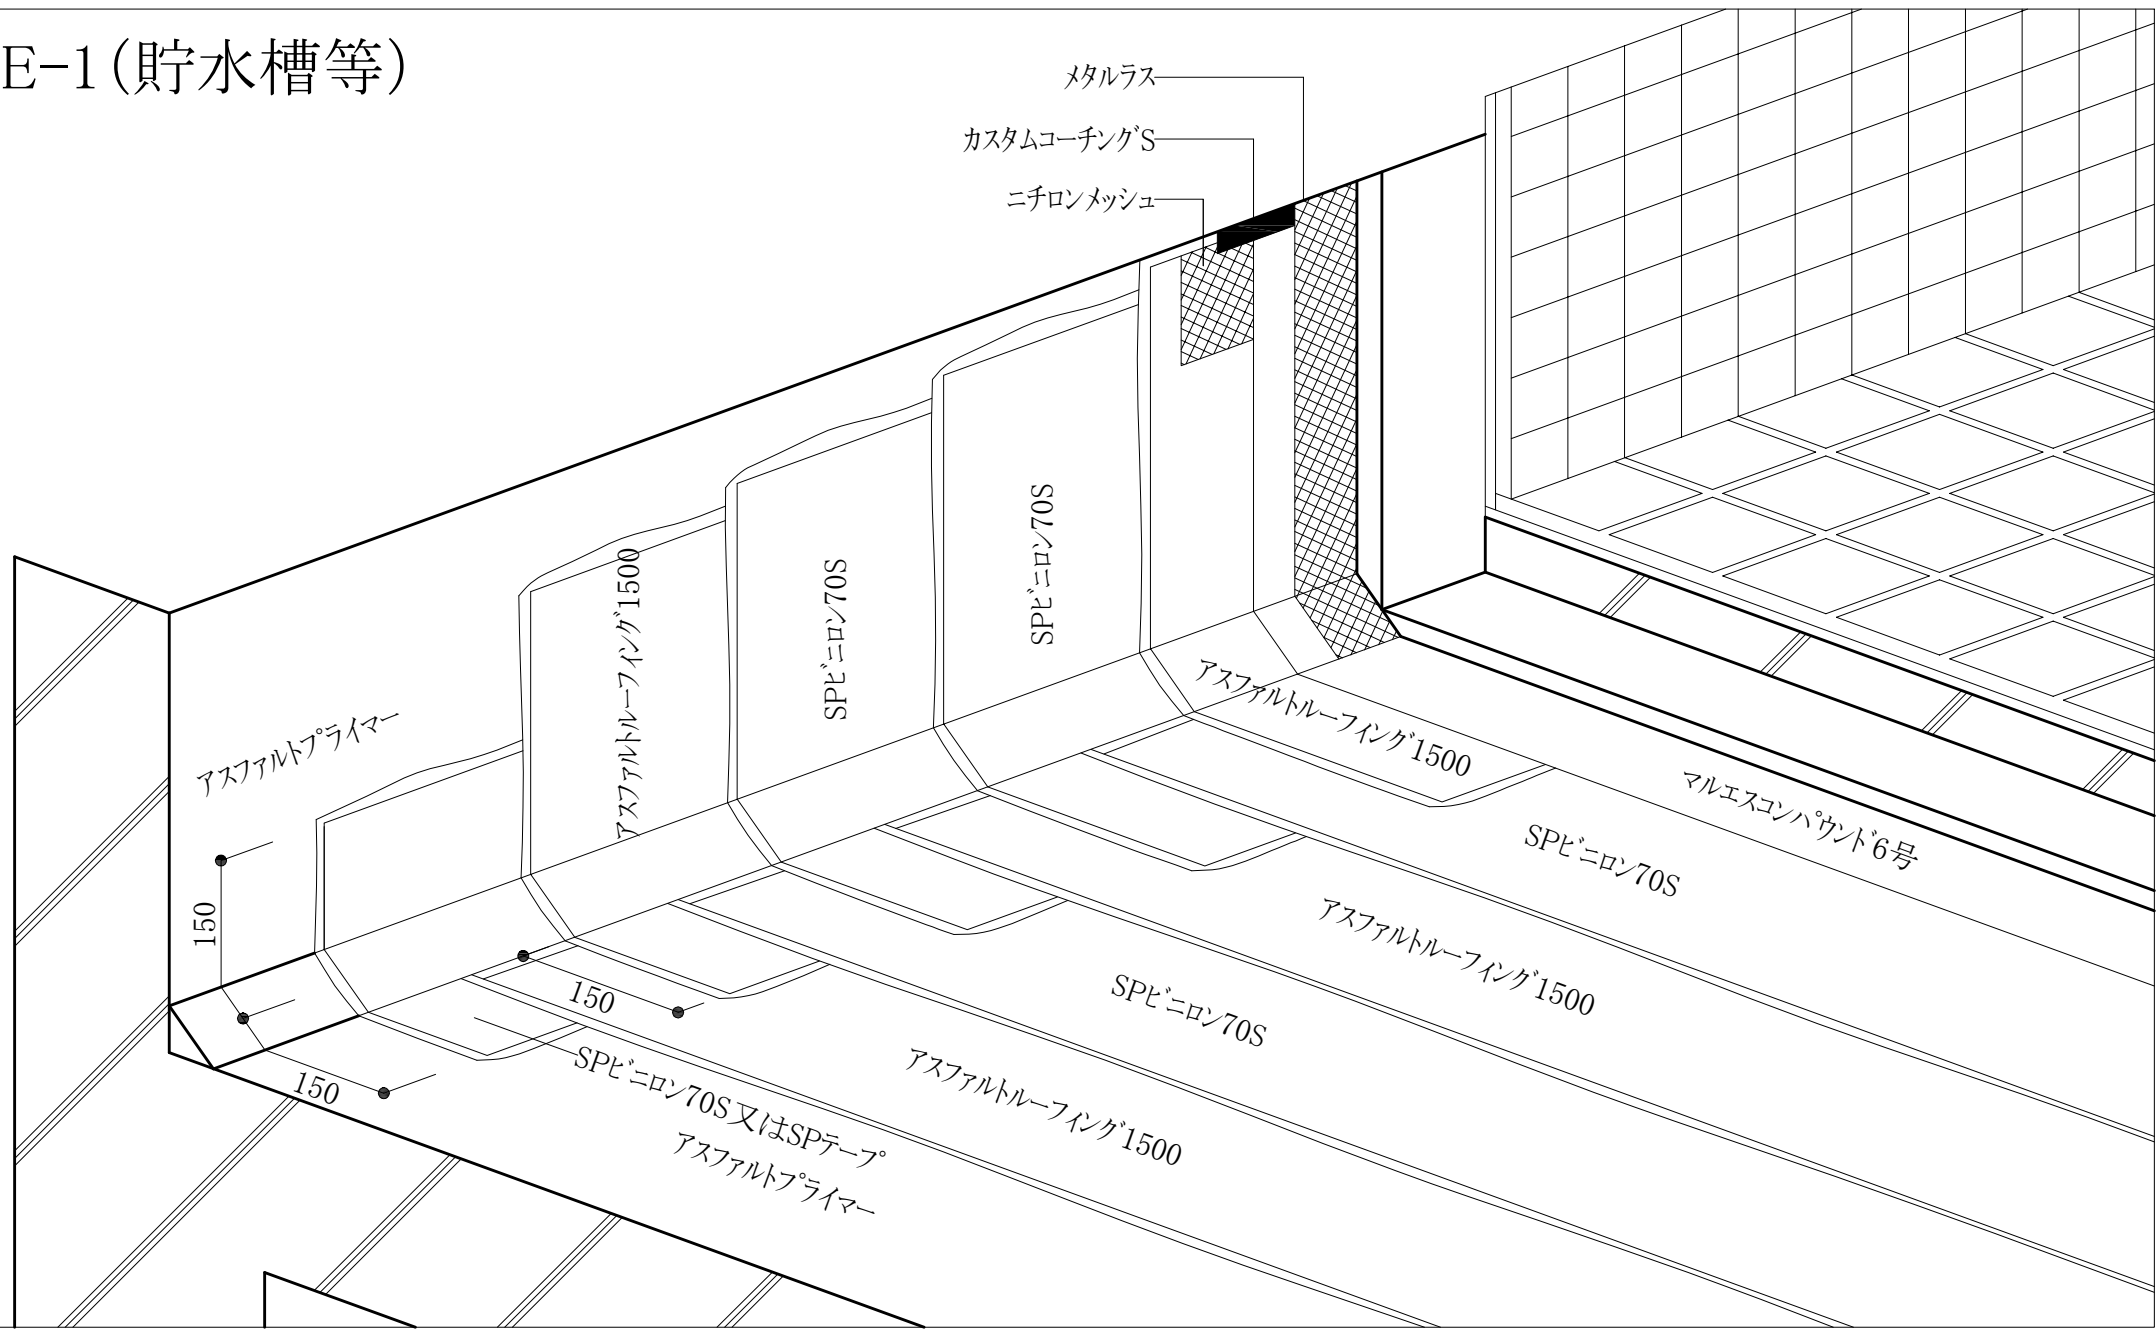 E-1(貯水槽等)
メタルラス
カスタムコーチングS
ニチロンメッシュ
アスファルトプライマー
アスファルトルーフィング1500
SPビニロン70S
SPビニロン70S
アスファルトルーフィング1500
マルエスコンパウンド6号
SPビニロン70S
アスファルトルーフィング1500
SPビニロン70S
アスファルトルーフィング1500
SPビニロン70S又はSPテープ
アスファルトプライマー
150
150
150